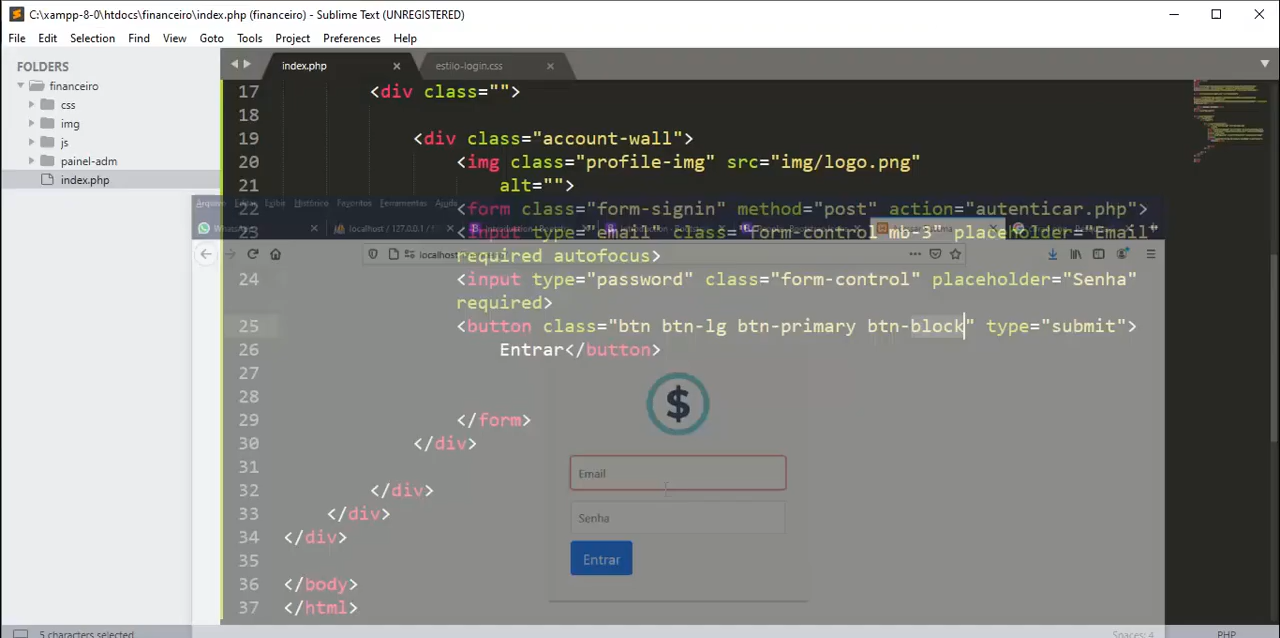 C:\xampp-8-0\htdocs\financeiro\index.php (financeiro) - Sublime Text (UNREGISTERED)
File Edit Selection Find View Goto Tools Project Preferences Help
FOLDERS
financeiro
css
img
js
painel-adm
index.php
index.php
estilo-login.css
17 <div class="">
18
19 <div class="account-wall">
20 <img class="profile-img" src="img/logo.png"
21 alt="">
Arquivo Editar Exibir Histórico Favoritos Ferramentas Ajuda
22 <form class="form-signin" method="post" action="autenticar.php">
23 <input type="email" class="form-control mb-3" placeholder="Email"
required autofocus>
localhost / 127.0.0.1 /
localhost
24 <input type="password" class="form-control" placeholder="Senha"
required>
25 <button class="btn btn-lg btn-primary btn-block" type="submit">
26 Entrar</button>
27
28
29 </form>
30 </div>
31
32 </div>
33 </div>
34 </div>
35
36 </body>
37 </html>
$
Email
Senha
Entrar
5 characters selected
Spaces: 4
PHP